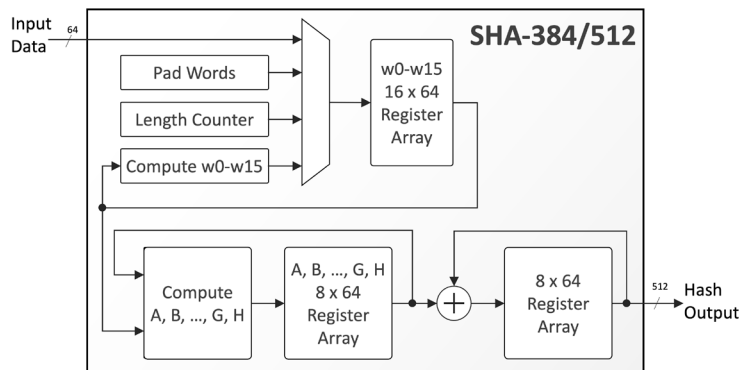 Input
Data
64
SHA-384/512
Pad Words
Length Counter
Compute w0-w15
w0-w15
16 x 64
Register
Array
Compute
A, B, ..., G, H
A, B, ..., G, H
8 x 64
Register
Array
+
8 x 64
Register
Array
512
Hash
Output